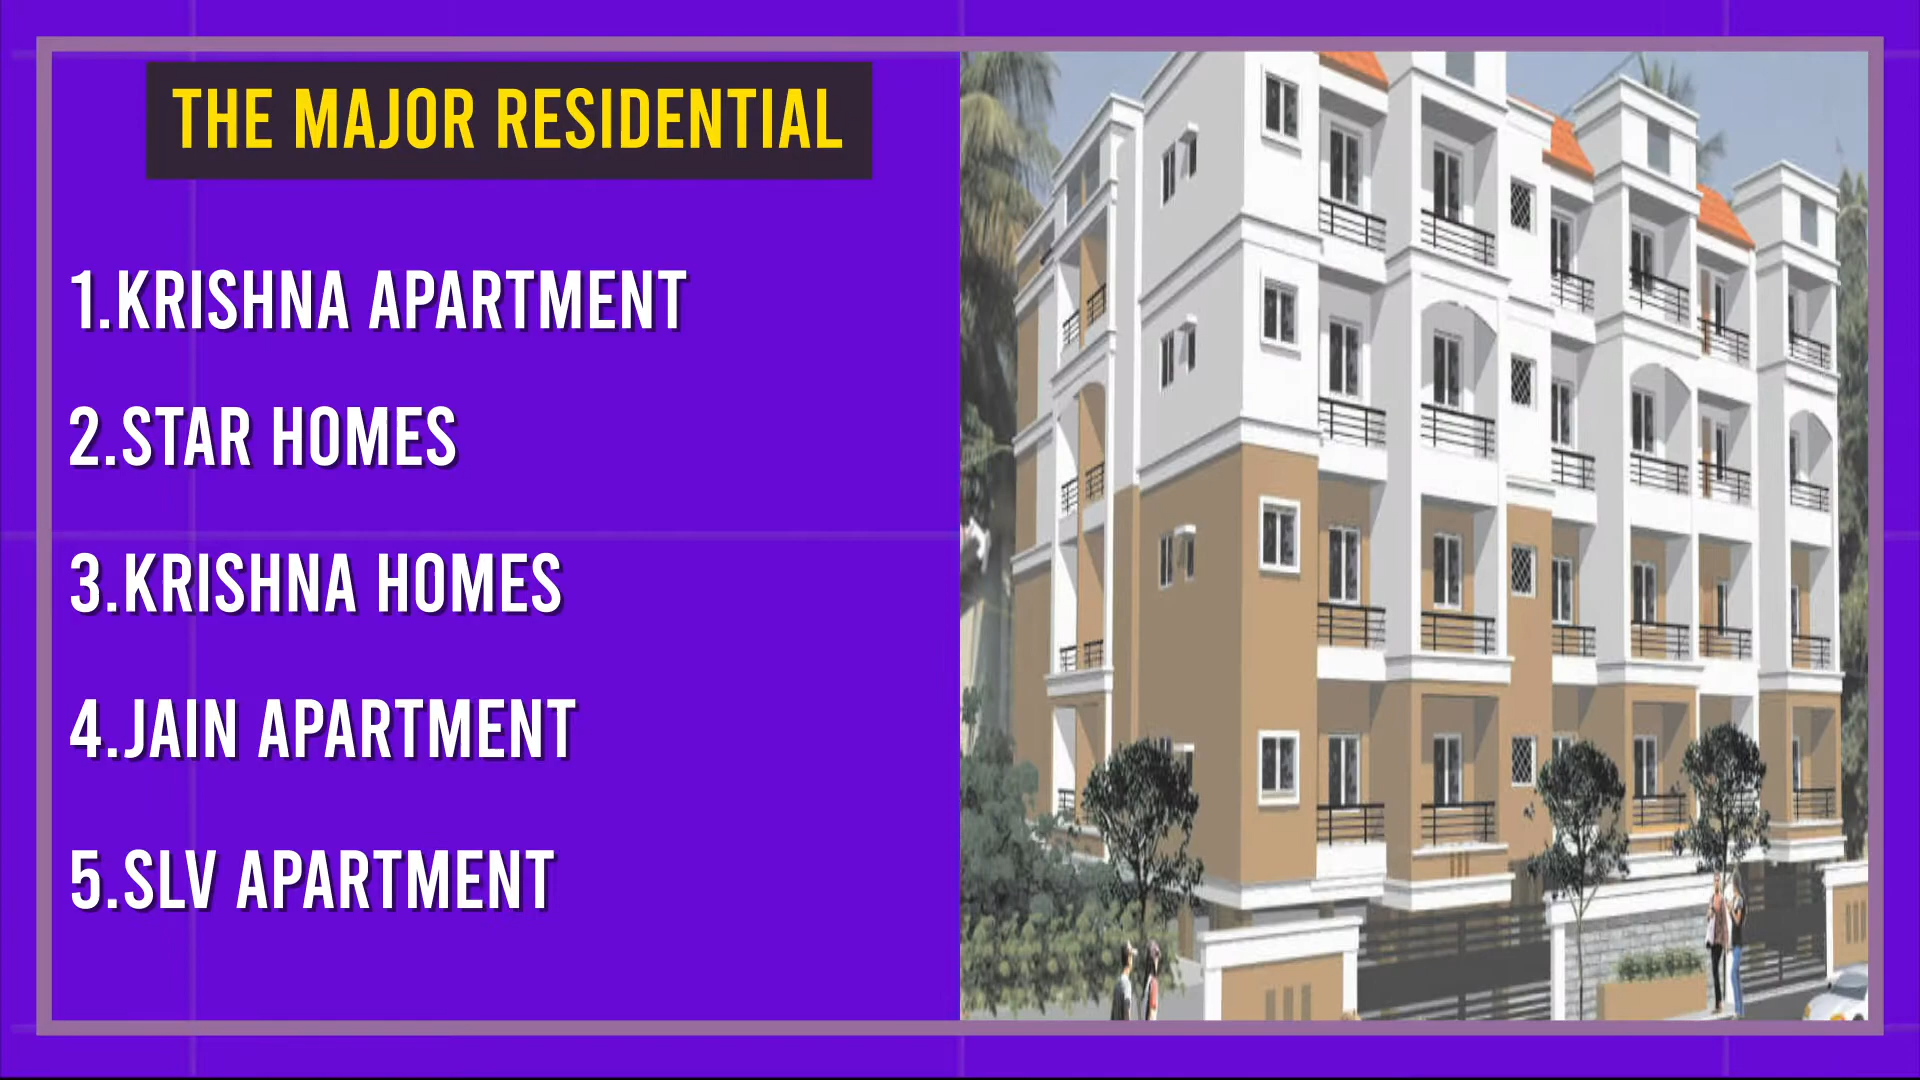 THE MAJOR RESIDENTIAL
1.KRISHNA APARTMENT
2.STAR HOMES
3.KRISHNA HOMES
4.JAIN APARTMENT
5.SLV APARTMENT